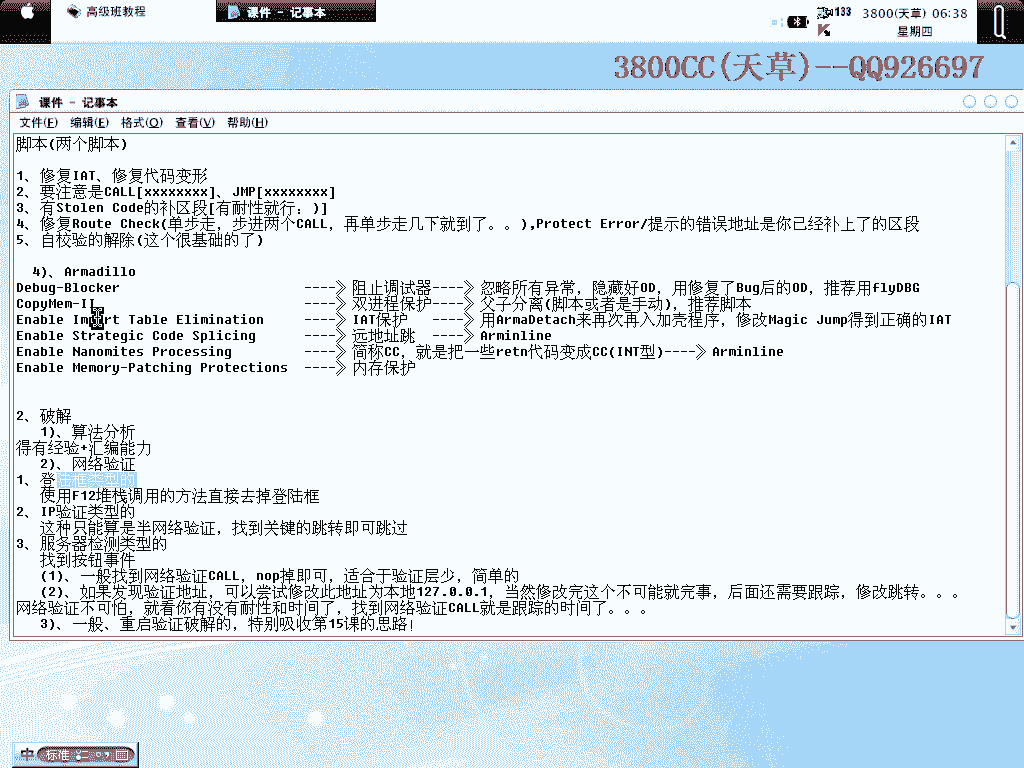 高级班教程
课件 - 记事本
133
3800(天草) 06:38
星期四
3800CC(天草)--QQ926697
课件 - 记事本
文件(F) 编辑(E) 格式(O) 查看(V) 帮助(H)
脚本(两个脚本)
1、修复IAT、修复代码变形
2、要注意是CALL[xxxxxxxx]、JMP[xxxxxxxx]
3、有Stolen Code的补区段[有耐性就行：)]
4、修复Route Check(单步走，步进两个CALL，再单步走几下就到了。。),Protect Error/提示的错误地址是你已经补上了的区段
5、自校验的解除(这个很基础的了)
4)、Armadillo
Debug-Blocker ----> 阻止调试器----> 忽略所有异常，隐藏好OD，用修复了Bug后的OD，推荐用flyDBG
CopyMem-II ----> 双进程保护----> 父子分离(脚本或者是手动)，推荐脚本
Enable Import Table Elimination ----> IAT保护 ----> 用ArmaDetach来再次再入加壳程序，修改Magic Jump得到正确的IAT
Enable Strategic Code Splicing ----> 远地址跳 ----> Arminline
Enable Nanomites Processing ----> 简称CC，就是把一些retn代码变成CC(INT型)----> Arminline
Enable Memory-Patching Protections ----> 内存保护
2、破解
1)、算法分析
得有经验+汇编能力
2)、网络验证
1、登陆框类型的
使用F12堆栈调用的方法直接去掉登陆框
2、IP验证类型的
这种只能算是半网络验证，找到关键的跳转即可跳过
3、服务器检测类型的
找到按钮事件
(1)、一般找到网络验证CALL，nop掉即可，适合于验证层少，简单的
(2)、如果发现验证地址，可以尝试修改此地址为本地127.0.0.1，当然修改完这个不可能就完事，后面还需要跟踪，修改跳转。。。
网络验证不可怕，就看你有没有耐性和时间了，找到网络验证CALL就是跟踪的时间了。。。
3)、一般、重启验证破解的，特别吸收第15课的思路！
中 标准